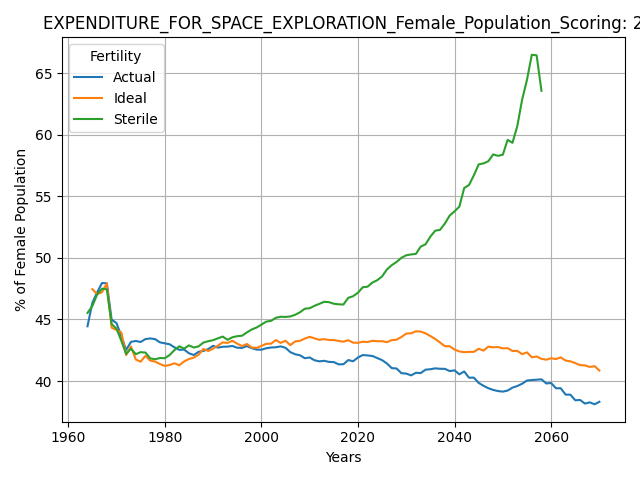 EXPENDITURE_FOR_SPACE_EXPLORATION_Female_Population_Scoring: 2
Fertility
Actual
Ideal
Sterile
% of Female Population
65
60
55
50
45
40
1960
1980
2000
2020
2040
2060
Years